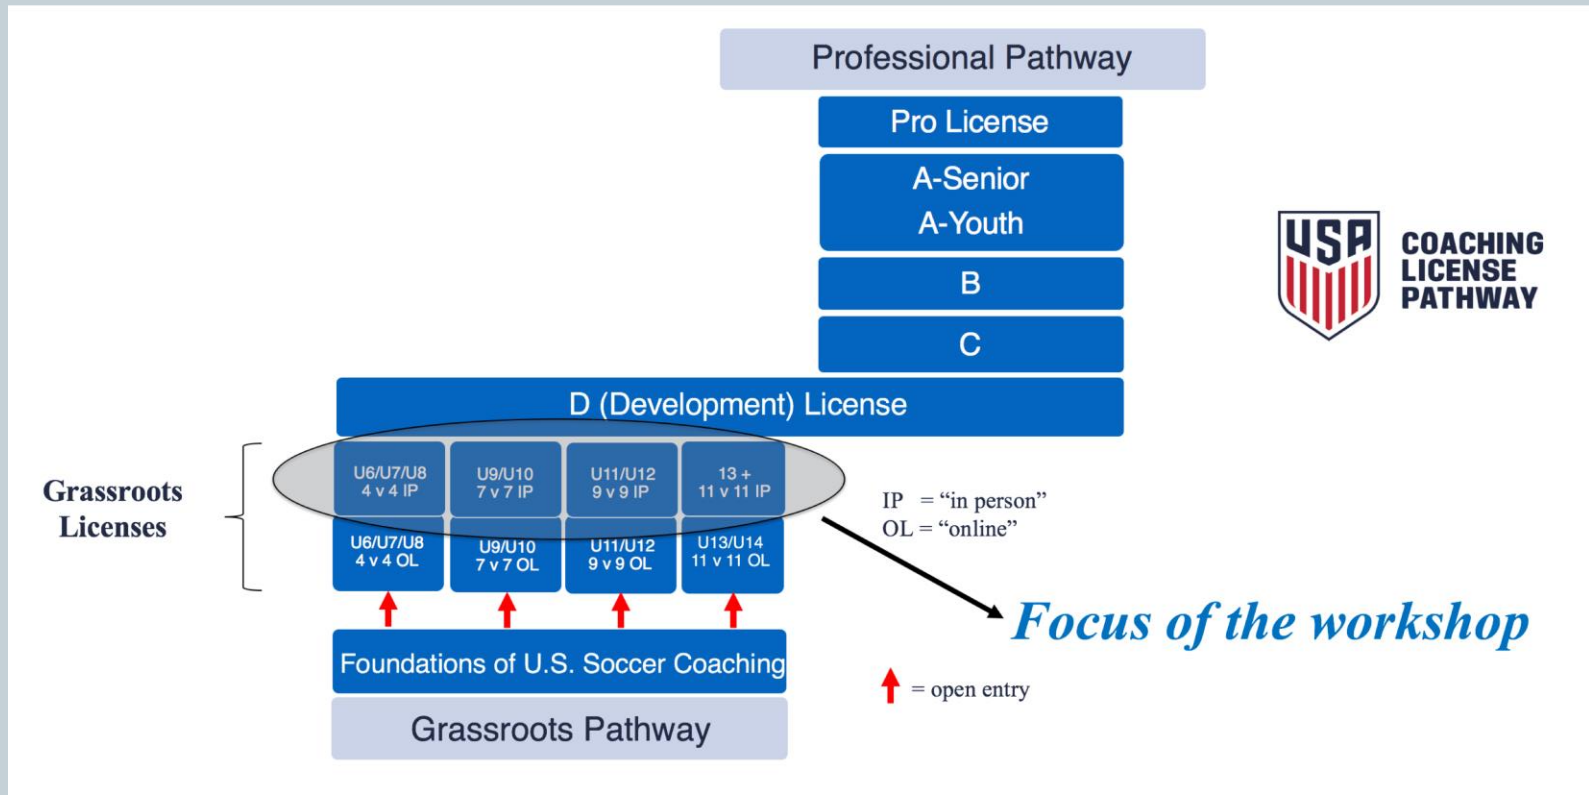 Professional Pathway
Pro License
A-Senior
A-Youth
B
C
D (Development) License
USA
COACHING
LICENSE
PATHWAY
Grassroots
Licenses
U6/U7/U8
4 v 4 IP
U9/U10
7 v 7 IP
U11/U12
9 v 9 IP
13 +
11 v 11 IP
U6/U7/U8
4 v 4 OL
U9/U10
7 v 7 OL
U11/U12
9 v 9 OL
U13/U14
11 v 11 OL
IP = “in person”
OL = “online”
Focus of the workshop
Foundations of U.S. Soccer Coaching
= open entry
Grassroots Pathway